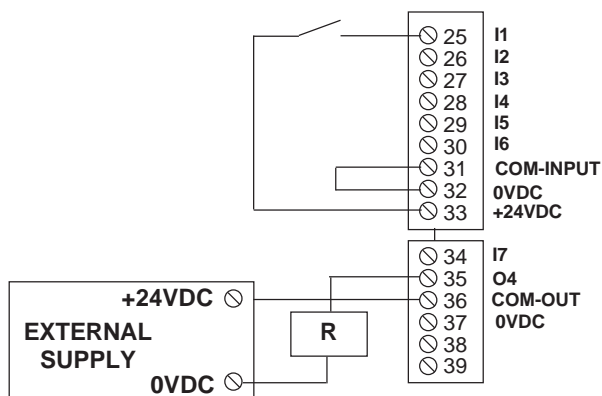 25 I1
26 I2
27 I3
28 I4
29 I5
30 I6
31 COM-INPUT
32 0VDC
33 +24VDC
34 I7
35 O4
36 COM-OUT
37 0VDC
38
39
+24VDC
EXTERNAL
SUPPLY
0VDC
R